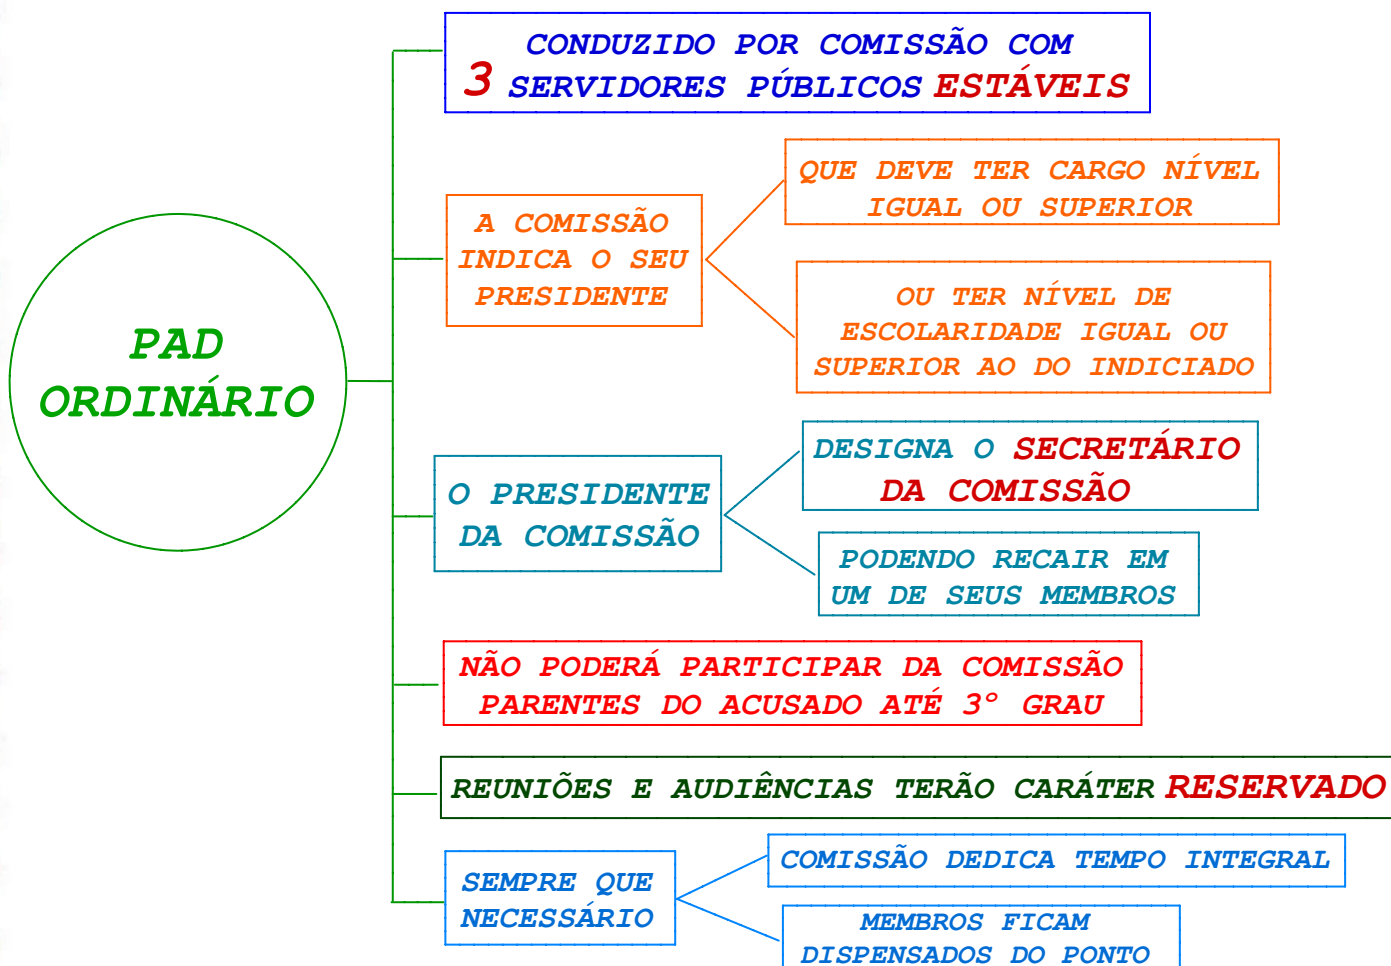 PAD
ORDINÁRIO
CONDUZIDO POR COMISSÃO COM
3 SERVIDORES PÚBLICOS ESTÁVEIS
A COMISSÃO
INDICA O SEU
PRESIDENTE
QUE DEVE TER CARGO NÍVEL
IGUAL OU SUPERIOR
OU TER NÍVEL DE
ESCOLARIDADE IGUAL OU
SUPERIOR AO DO INDICIADO
O PRESIDENTE
DA COMISSÃO
DESIGNA O SECRETÁRIO
DA COMISSÃO
PODENDO RECAIR EM
UM DE SEUS MEMBROS
NÃO PODERÁ PARTICIPAR DA COMISSÃO
PARENTES DO ACUSADO ATÉ 3º GRAU
REUNIÕES E AUDIÊNCIAS TERÃO CARÁTER RESERVADO
SEMPRE QUE
NECESSÁRIO
COMISSÃO DEDICA TEMPO INTEGRAL
MEMBROS FICAM
DISPENSADOS DO PONTO